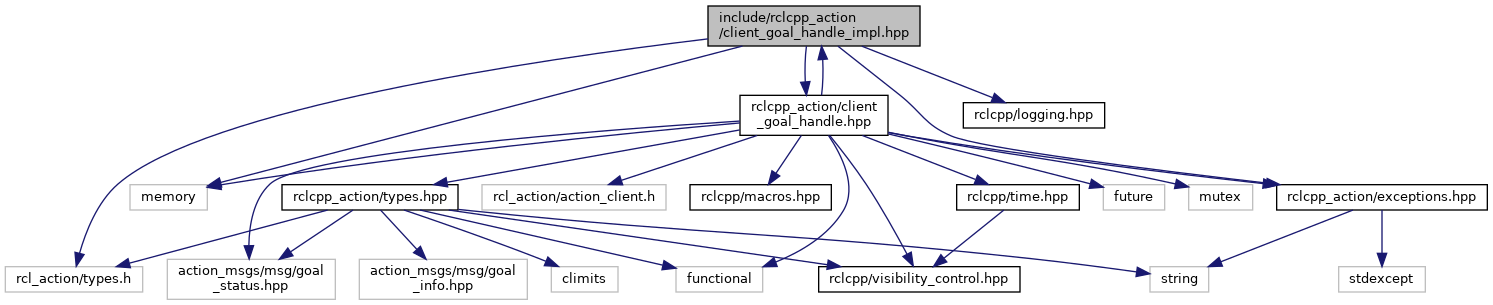 include/rclcpp_action
/client_goal_handle_impl.hpp
rclcpp_action/client
_goal_handle.hpp
rclcpp/logging.hpp
memory
rclcpp_action/types.hpp
rcl_action/action_client.h
rclcpp/macros.hpp
rclcpp/time.hpp
future
mutex
rclcpp_action/exceptions.hpp
rcl_action/types.h
action_msgs/msg/goal
_status.hpp
action_msgs/msg/goal
_info.hpp
climits
functional
rclcpp/visibility_control.hpp
string
stdexcept